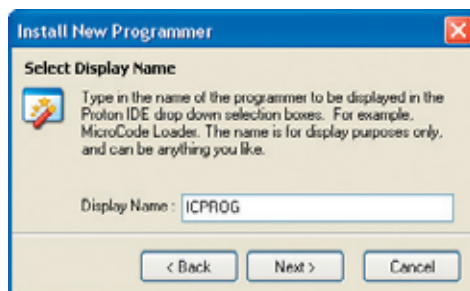 Install New Programmer
Select Display Name
Type in the name of the programmer to be displayed in the
Proton IDE drop down selection boxes. For example,
MicroCode Loader. The name is for display purposes only,
and can be anything you like.
Display Name : ICPROG
< Back Next > Cancel